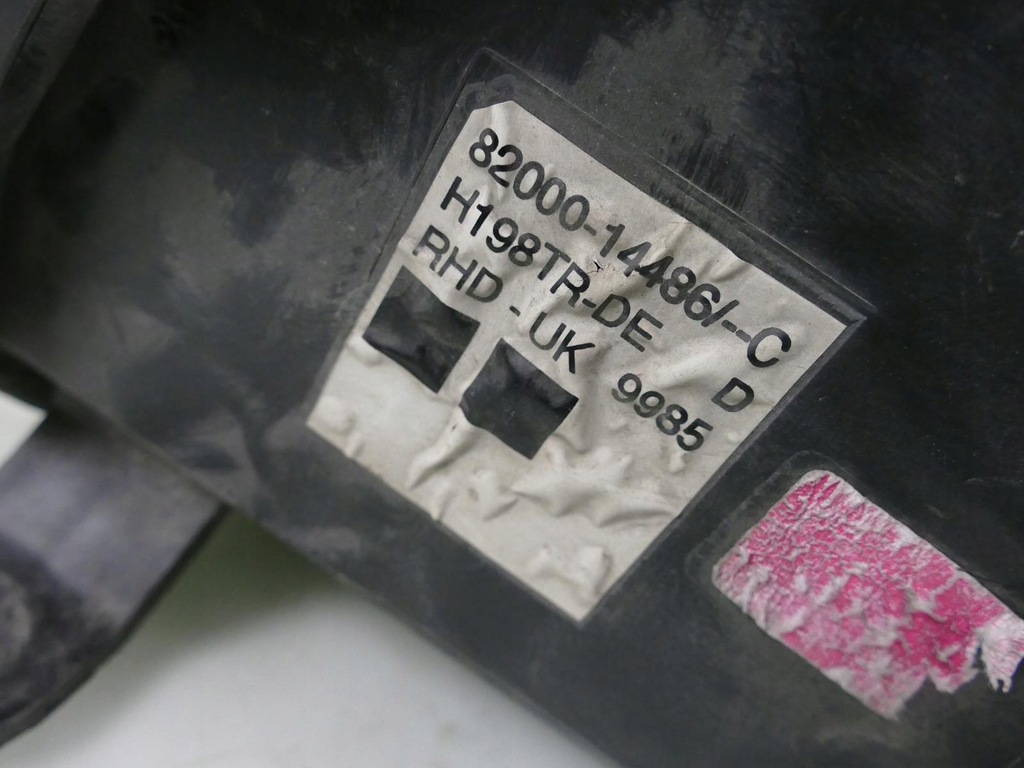 82000-14486/--C
H198TR-DE D
RHD - UK 9985